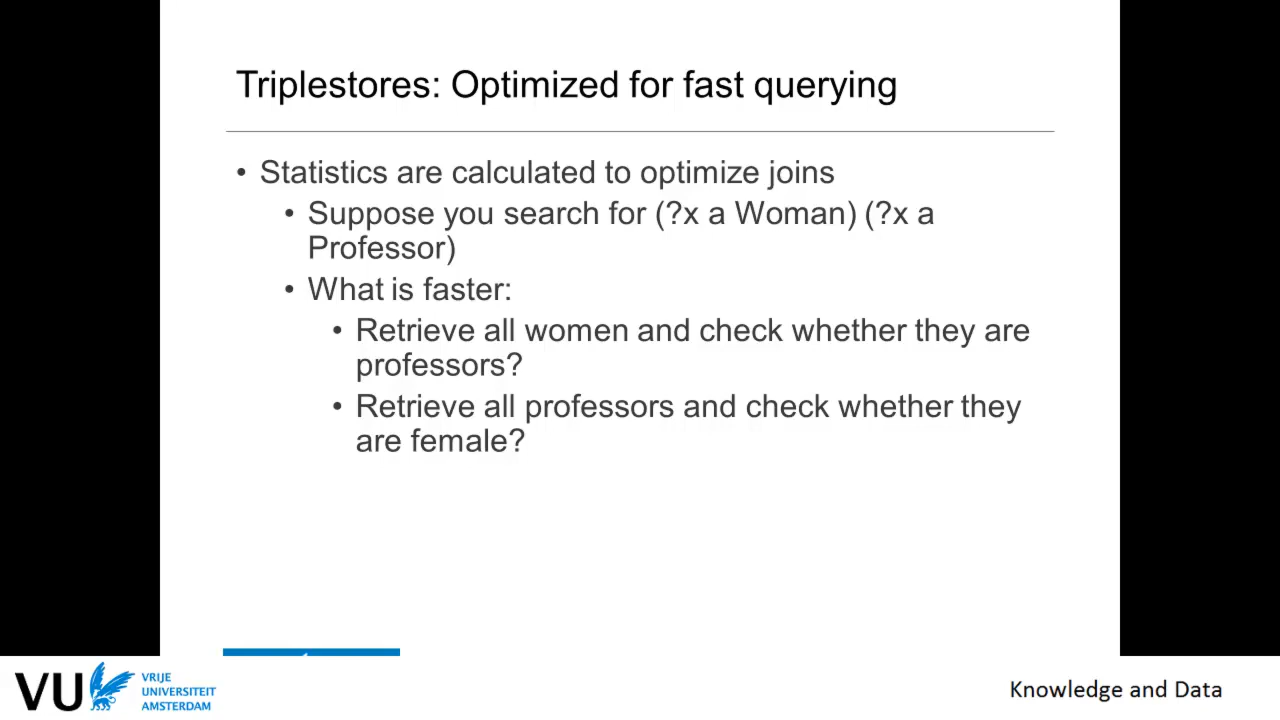 Triplestores: Optimized for fast querying
• Statistics are calculated to optimize joins
• Suppose you search for (?x a Woman) (?x a
Professor)
• What is faster:
• Retrieve all women and check whether they are
professors?
• Retrieve all professors and check whether they
are female?
VU
VRIJE
UNIVERSITEIT
AMSTERDAM
Knowledge and Data